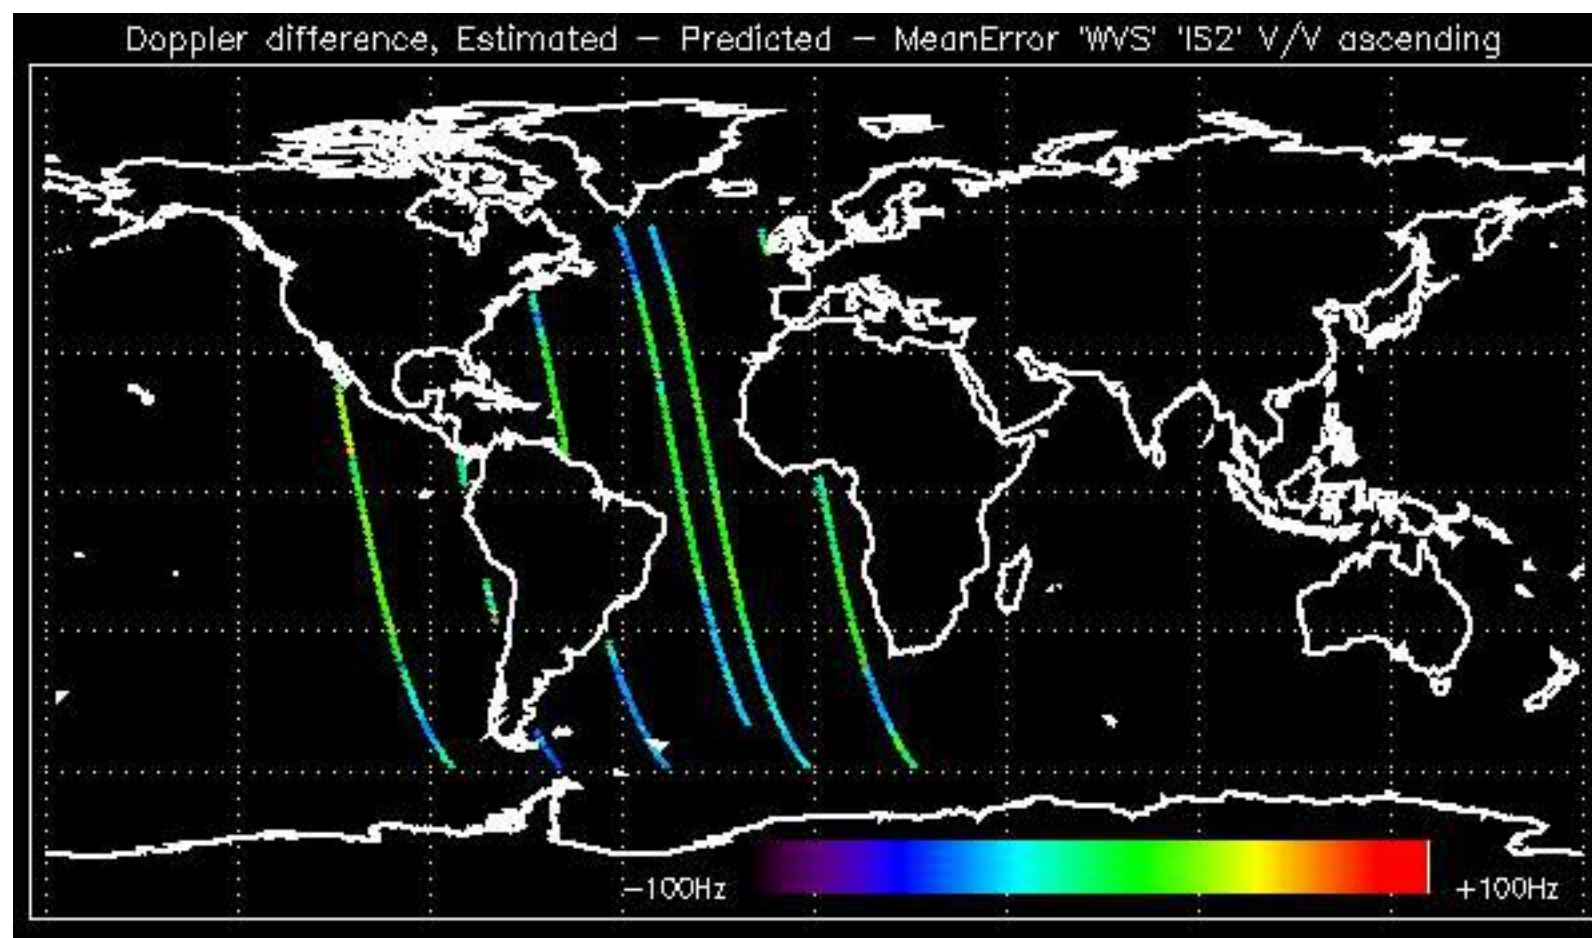 Doppler difference, Estimated - Predicted - MeanError 'WVS' 'IS2' V/V ascending
-100Hz
+100Hz